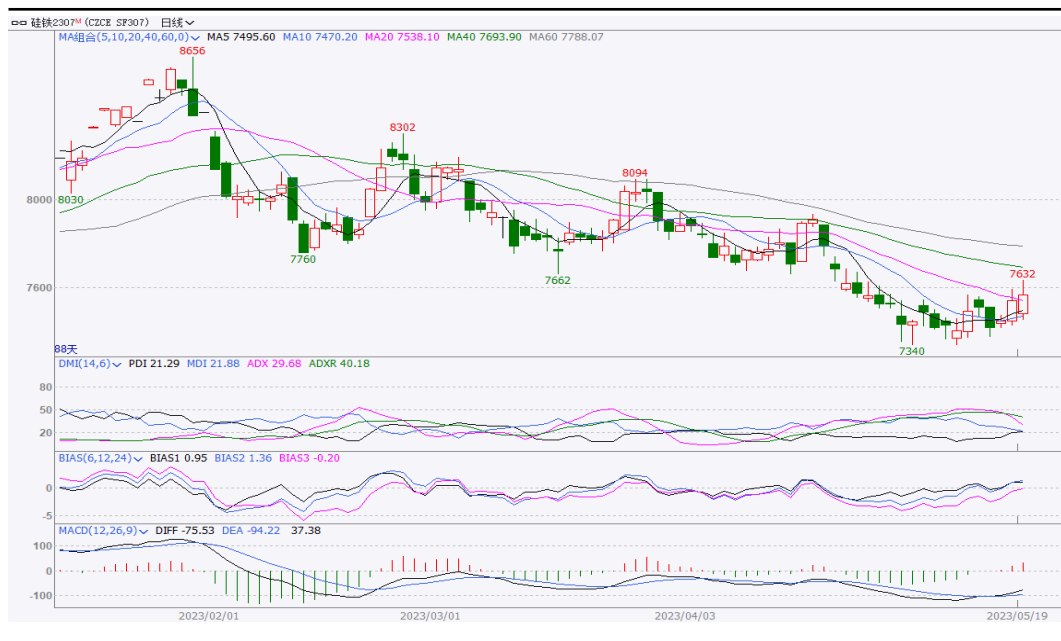 硅铁2307M (CZCE SF307) 日线
MA组合(5,10,20,40,60,0) MA5 7495.60 MA10 7470.20 MA20 7538.10 MA40 7693.90 MA60 7788.07
8656
8302
8094
8000
8030
7760
7662
7632
7600
7340
88天
DMI(14,6) PDI 21.29 MDI 21.88 ADX 29.68 ADXR 40.18
80
50
20
BIAS(6,12,24) BIAS1 0.95 BIAS2 1.36 BIAS3 -0.20
0
-5
MACD(12,26,9) DIFF -75.53 DEA -94.22 37.38
100
0
-100
2023/02/01 2023/03/01 2023/04/03 2023/05/19